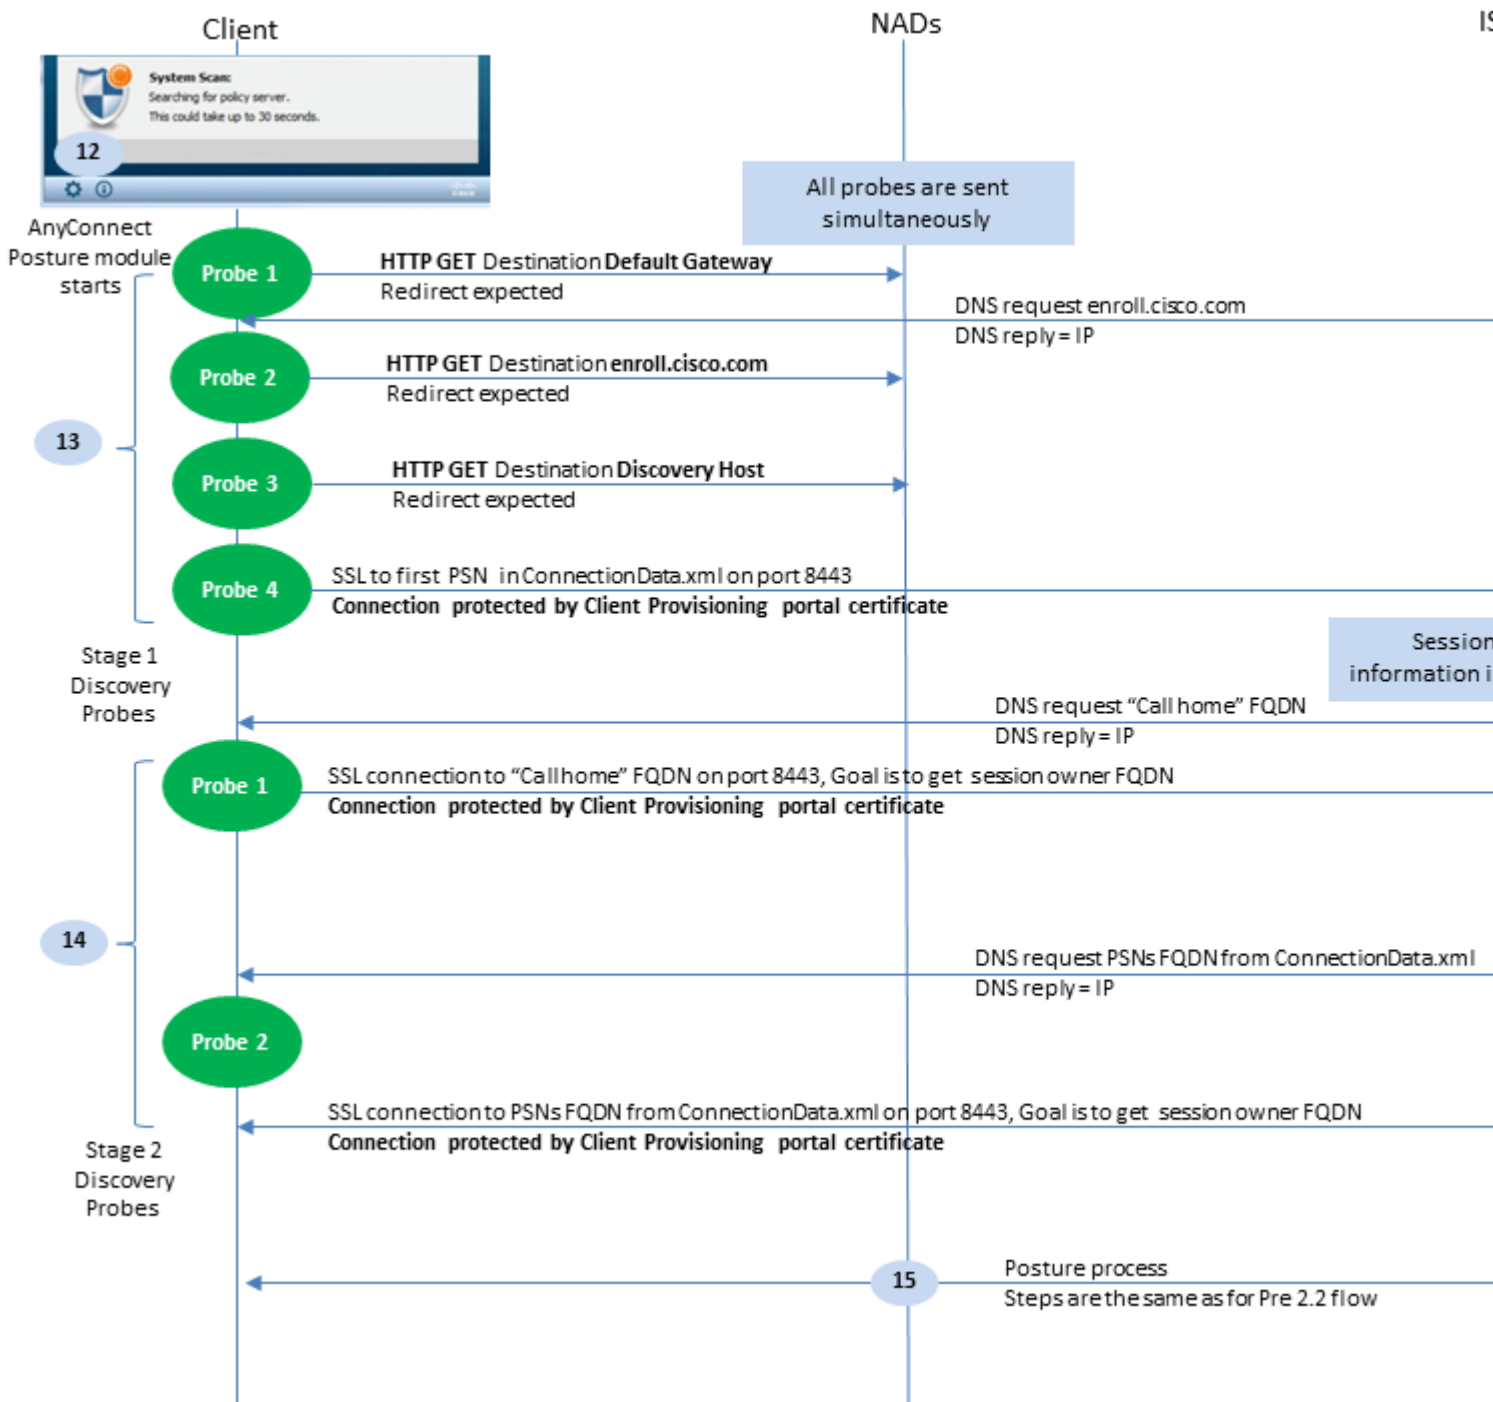 Client
NADs
IS
System Scan:
Searching for policy server.
This could take up to 30 seconds.
12
All probes are sent
simultaneously
AnyConnect
Posture module
starts
Probe 1
HTTP GET Destination Default Gateway
Redirect expected
DNS request enroll.cisco.com
DNS reply = IP
Probe 2
HTTP GET Destination enroll.cisco.com
Redirect expected
13
Probe 3
HTTP GET Destination Discovery Host
Redirect expected
Probe 4
SSL to first PSN in ConnectionData.xml on port 8443
Connection protected by Client Provisioning portal certificate
Session
information i
Stage 1
Discovery
Probes
DNS request “Call home” FQDN
DNS reply = IP
Probe 1
SSL connection to “Call home” FQDN on port 8443, Goal is to get session owner FQDN
Connection protected by Client Provisioning portal certificate
14
DNS request PSNs FQDN from ConnectionData.xml
DNS reply = IP
Probe 2
SSL connection to PSNs FQDN from ConnectionData.xml on port 8443, Goal is to get session owner FQDN
Connection protected by Client Provisioning portal certificate
Stage 2
Discovery
Probes
15
Posture process
Steps are the same as for Pre 2.2 flow